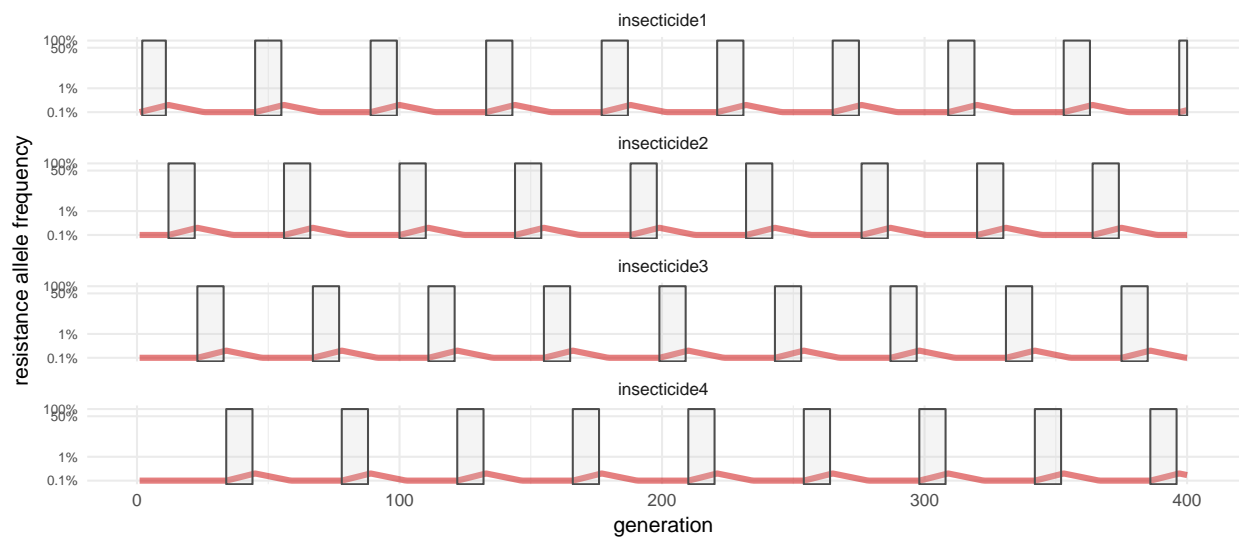 insecticide1
100%
50%
1%
0.1%
insecticide2
100%
50%
1%
0.1%
insecticide3
100%
50%
1%
0.1%
insecticide4
100%
50%
1%
0.1%
0 100 200 300 400
generation
resistance allele frequency